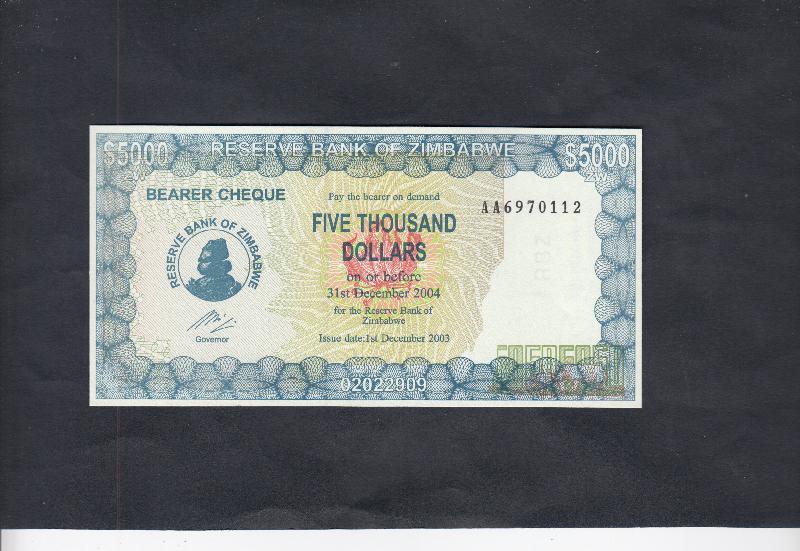 $5000 RESERVE BANK OF ZIMBABWE $5000
BEARER CHEQUE
Pay the bearer on demand
AA6970112
FIVE THOUSAND
DOLLARS
on or before
31st December 2004
for the Reserve Bank of
Zimbabwe
Issue date:1st December 2003
RESERVE BANK OF ZIMBABWE
Governor
02022909